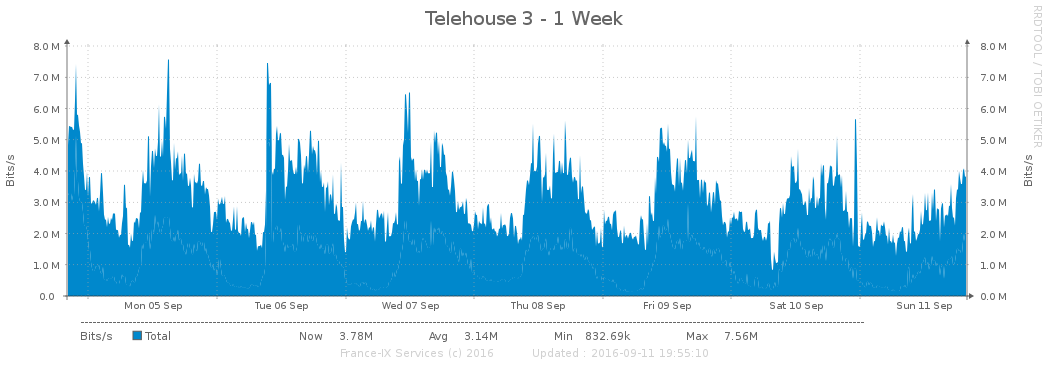 Telehouse 3 - 1 Week
RRDTOOL / TOBI OETIKER
Bits/s
8.0 M
7.0 M
6.0 M
5.0 M
4.0 M
3.0 M
2.0 M
1.0 M
0.0
8.0 M
7.0 M
6.0 M
5.0 M
4.0 M
3.0 M
2.0 M
1.0 M
0.0 M
Bits/s
Mon 05 Sep Tue 06 Sep Wed 07 Sep Thu 08 Sep Fri 09 Sep Sat 10 Sep Sun 11 Sep
Bits/s Total Now 3.78M Avg 3.14M Min 832.69k Max 7.56M
France-IX Services (c) 2016 Updated : 2016-09-11 19:55:10